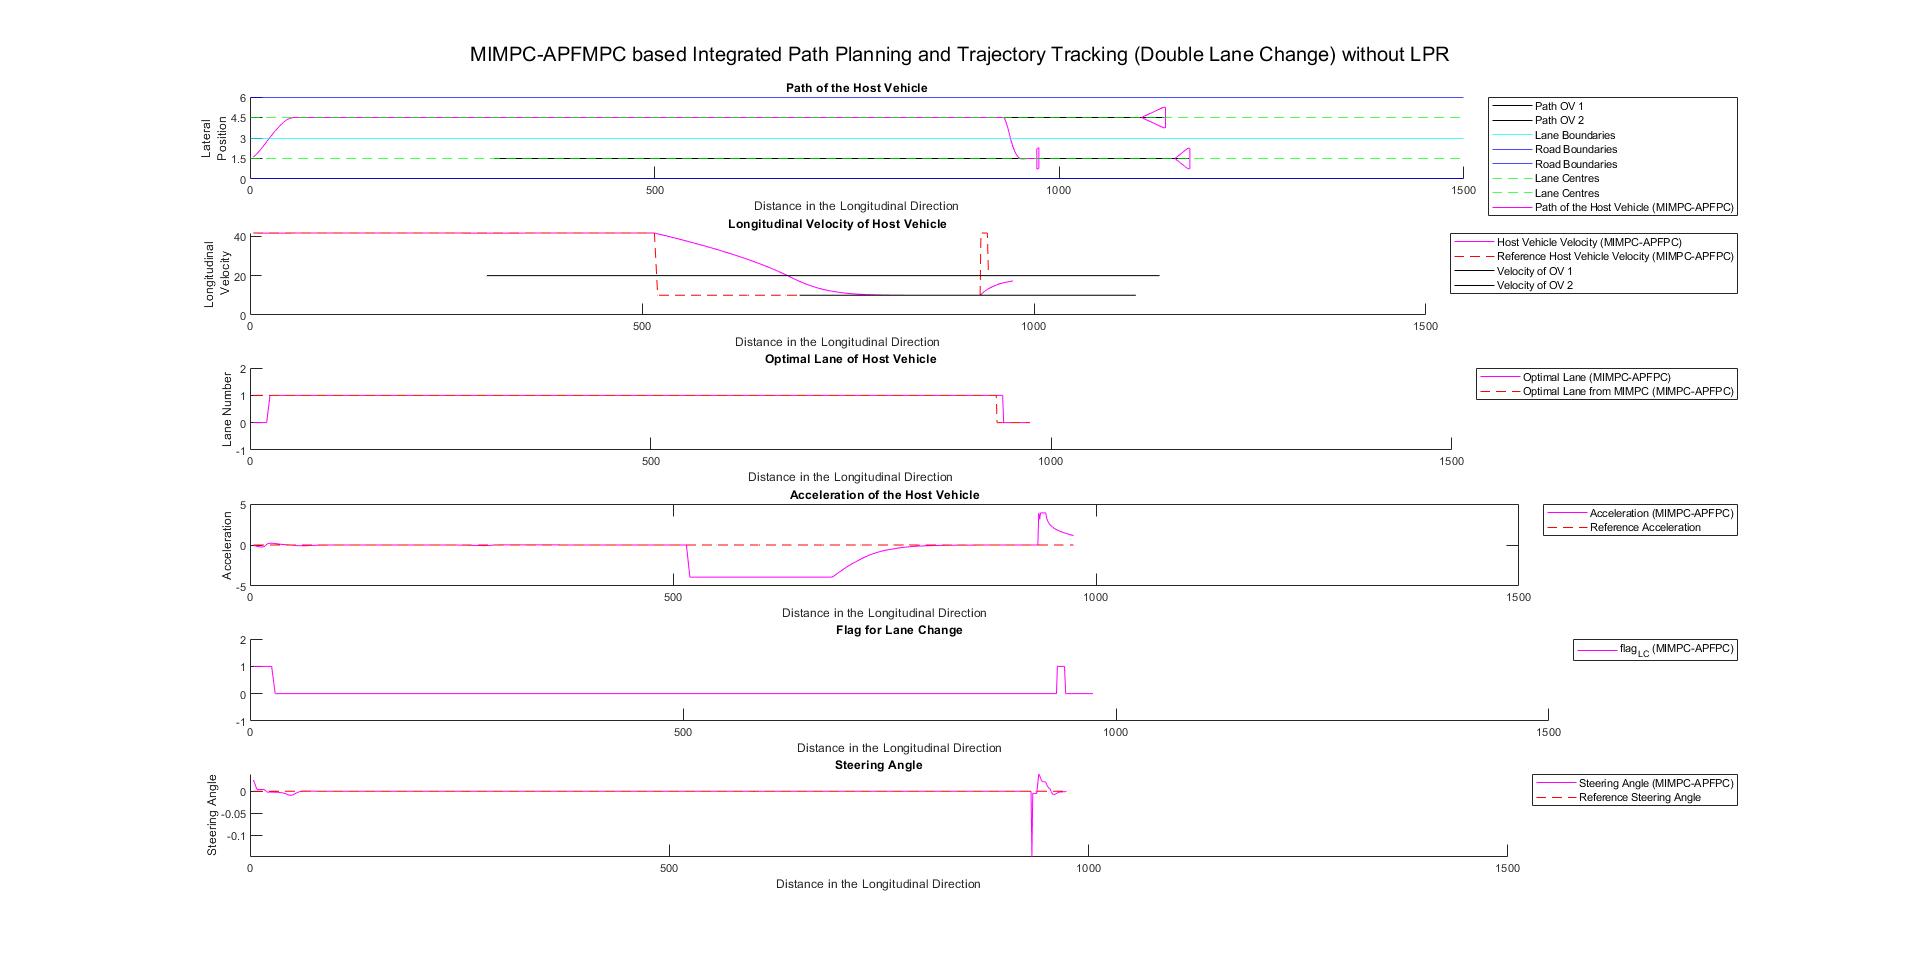 MIMPC-APFMPC based Integrated Path Planning and Trajectory Tracking (Double Lane Change) without LPR
Path of the Host Vehicle
Lateral
Position
6
4.5
3
1.5
0
0
500
1000
1500
Distance in the Longitudinal Direction
Path OV 1
Path OV 2
Lane Boundaries
Road Boundaries
Road Boundaries
Lane Centres
Lane Centres
Path of the Host Vehicle (MIMPC-APFPC)
Longitudinal Velocity of Host Vehicle
Longitudinal
Velocity
40
20
0
0
500
1000
1500
Distance in the Longitudinal Direction
Host Vehicle Velocity (MIMPC-APFPC)
Reference Host Vehicle Velocity (MIMPC-APFPC)
Velocity of OV 1
Velocity of OV 2
Optimal Lane of Host Vehicle
Lane Number
2
1
0
-1
0
500
1000
1500
Distance in the Longitudinal Direction
Optimal Lane (MIMPC-APFPC)
Optimal Lane from MIMPC (MIMPC-APFPC)
Acceleration of the Host Vehicle
Acceleration
5
0
-5
0
500
1000
1500
Distance in the Longitudinal Direction
Acceleration (MIMPC-APFPC)
Reference Acceleration
Flag for Lane Change
2
1
0
-1
0
500
1000
1500
Distance in the Longitudinal Direction
flag LC (MIMPC-APFPC)
Steering Angle
Steering Angle
0
-0.05
-0.1
0
500
1000
1500
Distance in the Longitudinal Direction
Steering Angle (MIMPC-APFPC)
Reference Steering Angle